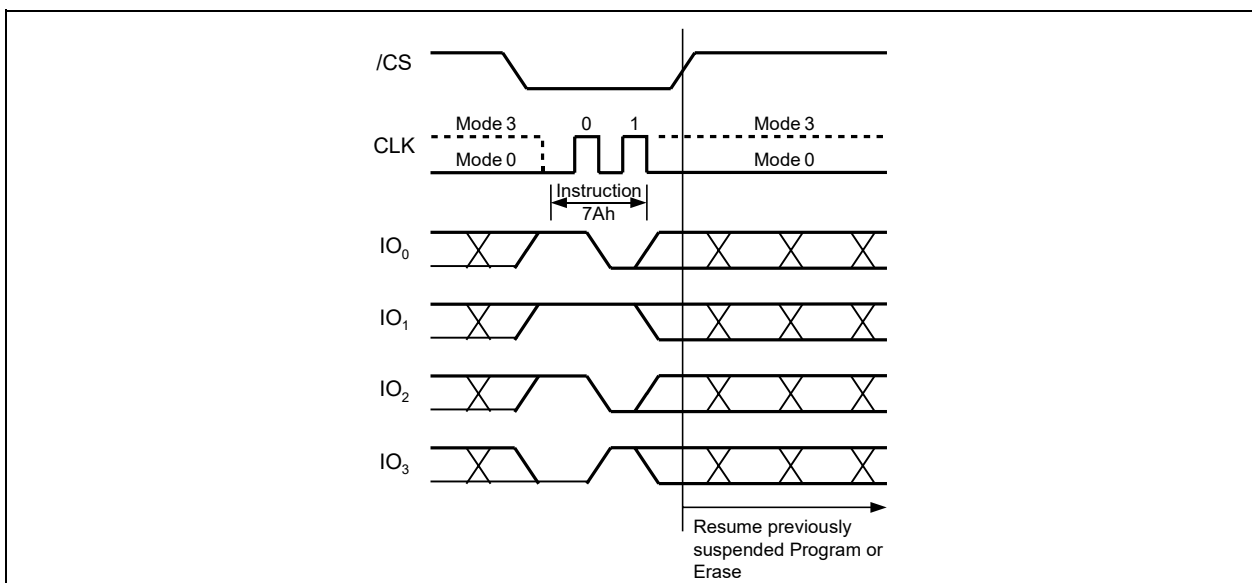 /CS
Mode 3 0 1 Mode 3
CLK
Mode 0 Mode 0
Instruction
7Ah
IO₀
IO₁
IO₂
IO₃
Resume previously
suspended Program or
Erase